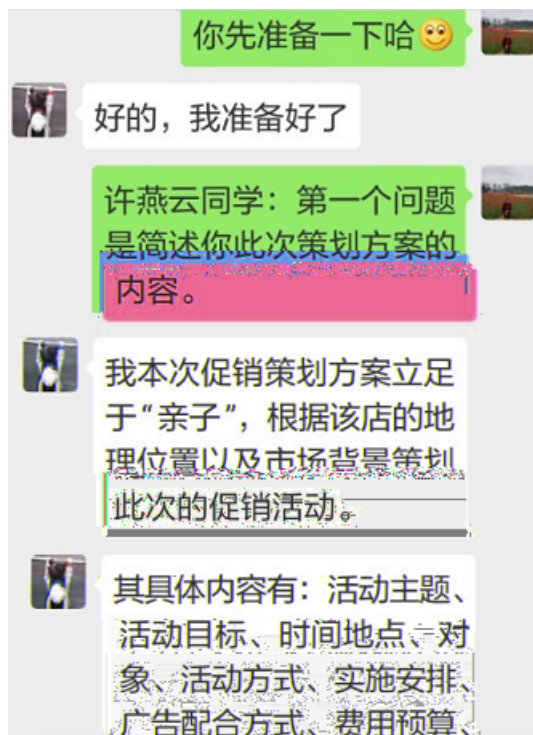 你先准备一下哈
好的，我准备好了
许燕云同学：第一个问题
是简述你此次策划方案的
内容。
我本次促销策划方案立足
于“亲子”，根据该店的地
理位置以及市场背景策划
此次的促销活动。
其具体内容有：活动主题、
活动目标、时间地点、对
象、活动方式、实施安排、
广告配合方式、费用预算、